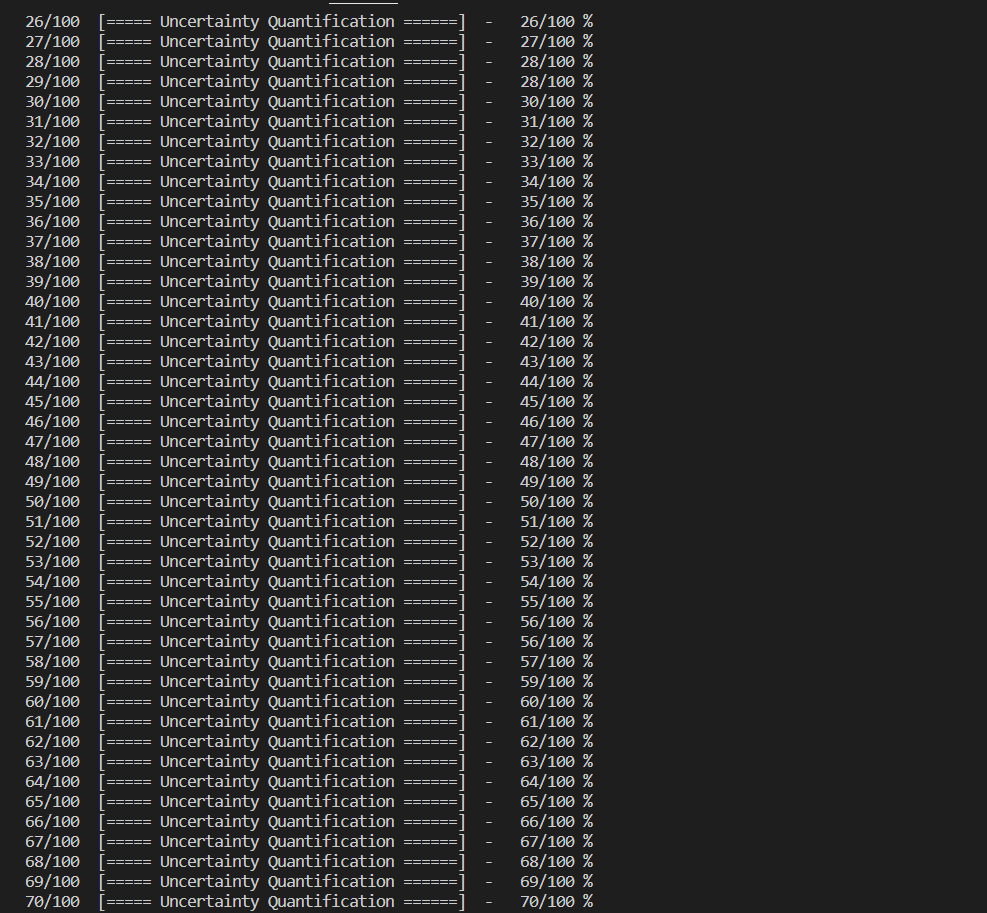 26/100 [===== Uncertainty Quantification ======] - 26/100 %
27/100 [===== Uncertainty Quantification ======] - 27/100 %
28/100 [===== Uncertainty Quantification ======] - 28/100 %
29/100 [===== Uncertainty Quantification ======] - 28/100 %
30/100 [===== Uncertainty Quantification ======] - 30/100 %
31/100 [===== Uncertainty Quantification ======] - 31/100 %
32/100 [===== Uncertainty Quantification ======] - 32/100 %
33/100 [===== Uncertainty Quantification ======] - 33/100 %
34/100 [===== Uncertainty Quantification ======] - 34/100 %
35/100 [===== Uncertainty Quantification ======] - 35/100 %
36/100 [===== Uncertainty Quantification ======] - 36/100 %
37/100 [===== Uncertainty Quantification ======] - 37/100 %
38/100 [===== Uncertainty Quantification ======] - 38/100 %
39/100 [===== Uncertainty Quantification ======] - 39/100 %
40/100 [===== Uncertainty Quantification ======] - 40/100 %
41/100 [===== Uncertainty Quantification ======] - 41/100 %
42/100 [===== Uncertainty Quantification ======] - 42/100 %
43/100 [===== Uncertainty Quantification ======] - 43/100 %
44/100 [===== Uncertainty Quantification ======] - 44/100 %
45/100 [===== Uncertainty Quantification ======] - 45/100 %
46/100 [===== Uncertainty Quantification ======] - 46/100 %
47/100 [===== Uncertainty Quantification ======] - 47/100 %
48/100 [===== Uncertainty Quantification ======] - 48/100 %
49/100 [===== Uncertainty Quantification ======] - 49/100 %
50/100 [===== Uncertainty Quantification ======] - 50/100 %
51/100 [===== Uncertainty Quantification ======] - 51/100 %
52/100 [===== Uncertainty Quantification ======] - 52/100 %
53/100 [===== Uncertainty Quantification ======] - 53/100 %
54/100 [===== Uncertainty Quantification ======] - 54/100 %
55/100 [===== Uncertainty Quantification ======] - 55/100 %
56/100 [===== Uncertainty Quantification ======] - 56/100 %
57/100 [===== Uncertainty Quantification ======] - 56/100 %
58/100 [===== Uncertainty Quantification ======] - 57/100 %
59/100 [===== Uncertainty Quantification ======] - 59/100 %
60/100 [===== Uncertainty Quantification ======] - 60/100 %
61/100 [===== Uncertainty Quantification ======] - 61/100 %
62/100 [===== Uncertainty Quantification ======] - 62/100 %
63/100 [===== Uncertainty Quantification ======] - 63/100 %
64/100 [===== Uncertainty Quantification ======] - 64/100 %
65/100 [===== Uncertainty Quantification ======] - 65/100 %
66/100 [===== Uncertainty Quantification ======] - 66/100 %
67/100 [===== Uncertainty Quantification ======] - 67/100 %
68/100 [===== Uncertainty Quantification ======] - 68/100 %
69/100 [===== Uncertainty Quantification ======] - 69/100 %
70/100 [===== Uncertainty Quantification ======] - 70/100 %